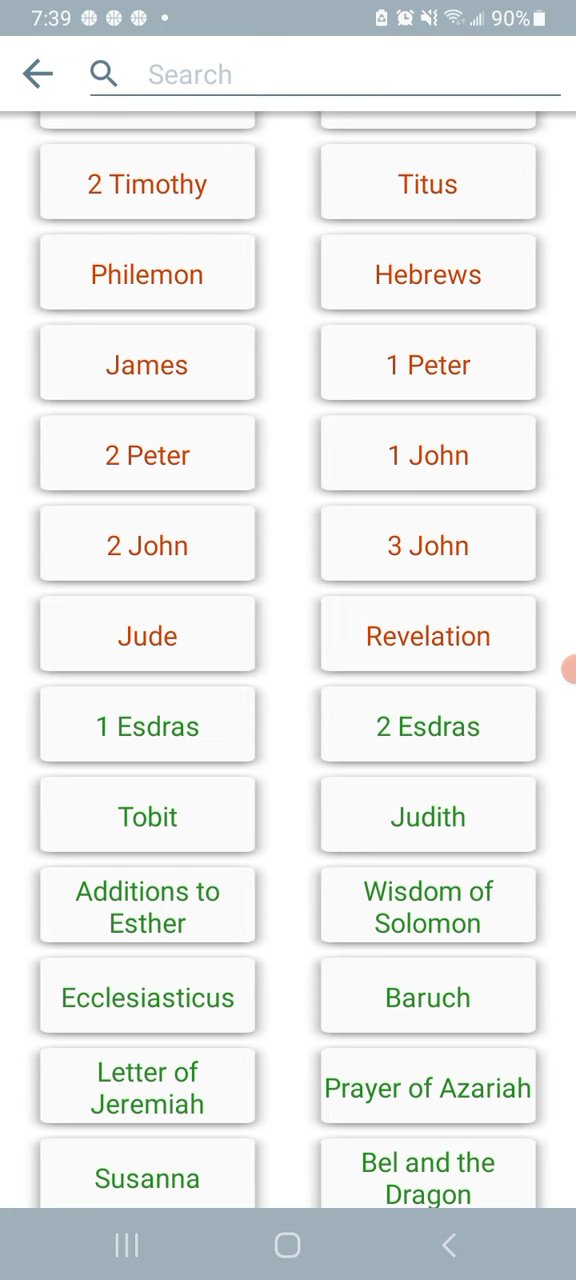 7:39 90%
Search
2 Timothy Titus
Philemon Hebrews
James 1 Peter
2 Peter 1 John
2 John 3 John
Jude Revelation
1 Esdras 2 Esdras
Tobit Judith
Additions to
Esther
Wisdom of
Solomon
Ecclesiasticus Baruch
Letter of
Jeremiah
Prayer of Azariah
Susanna
Bel and the
Dragon